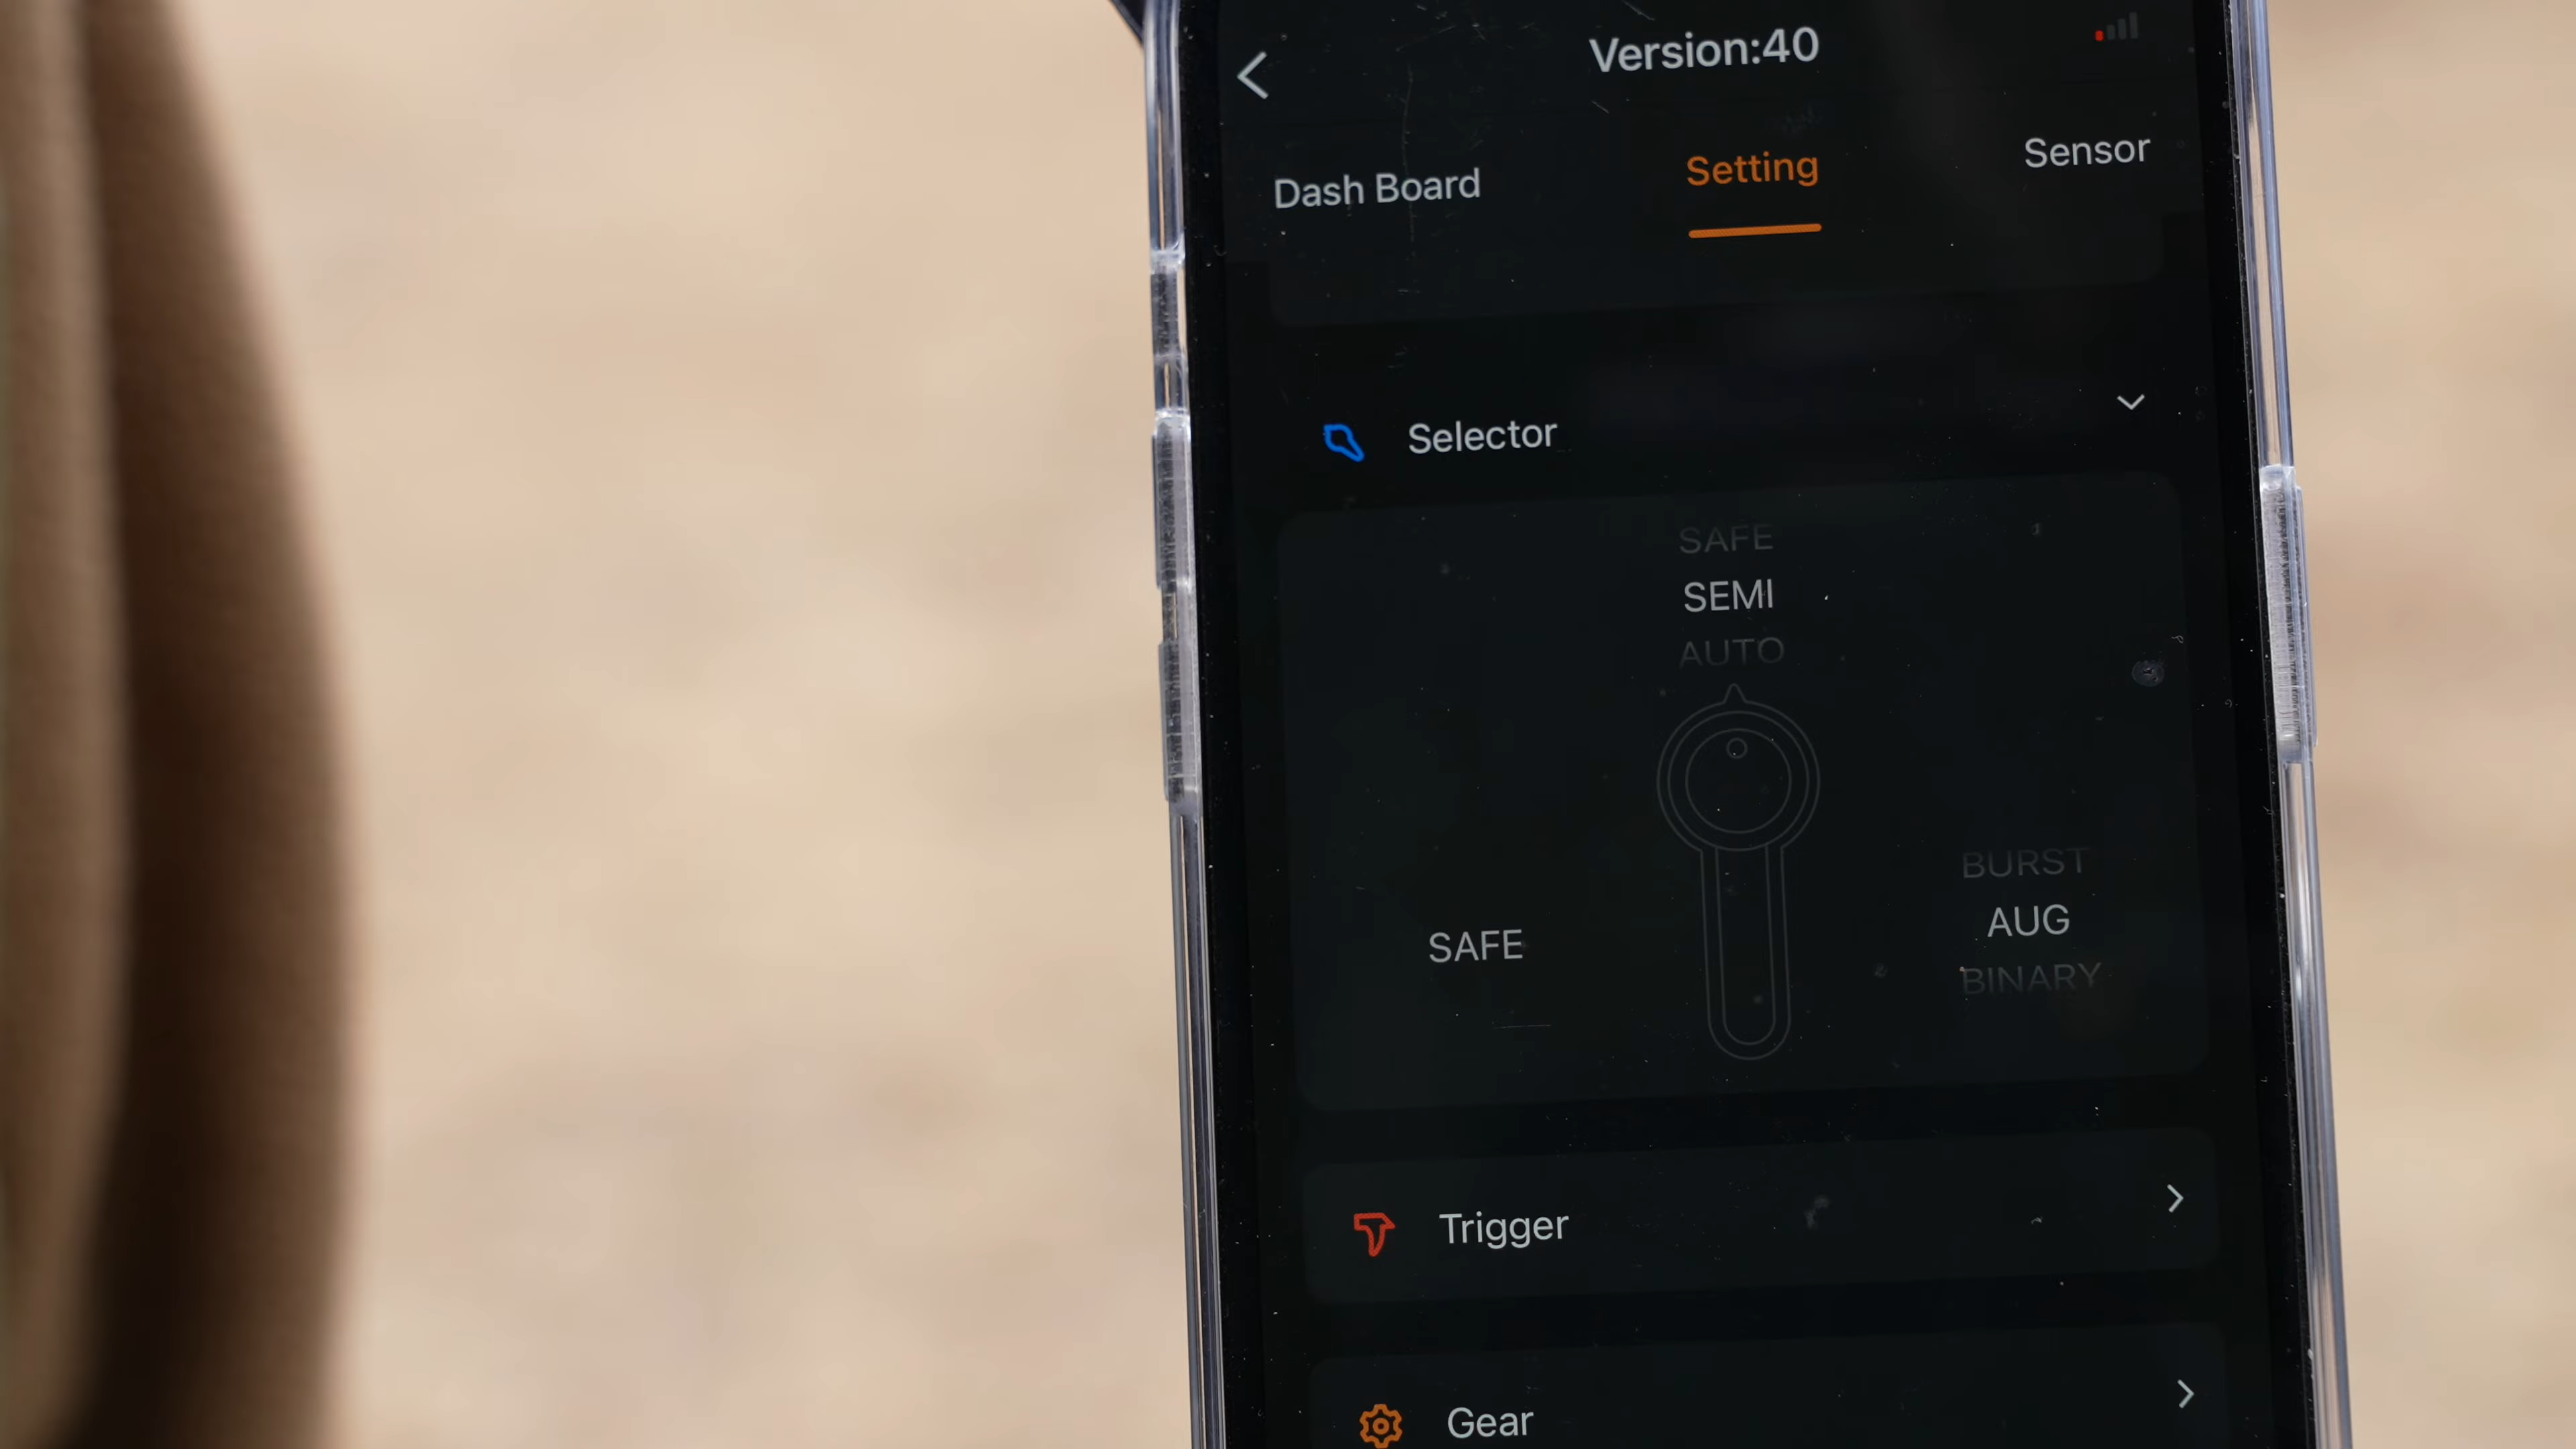 Version:40
Dash Board
Setting
Sensor
Selector
SAFE
SEMI
AUTO
SAFE
BURST
AUG
BINARY
Trigger
Gear